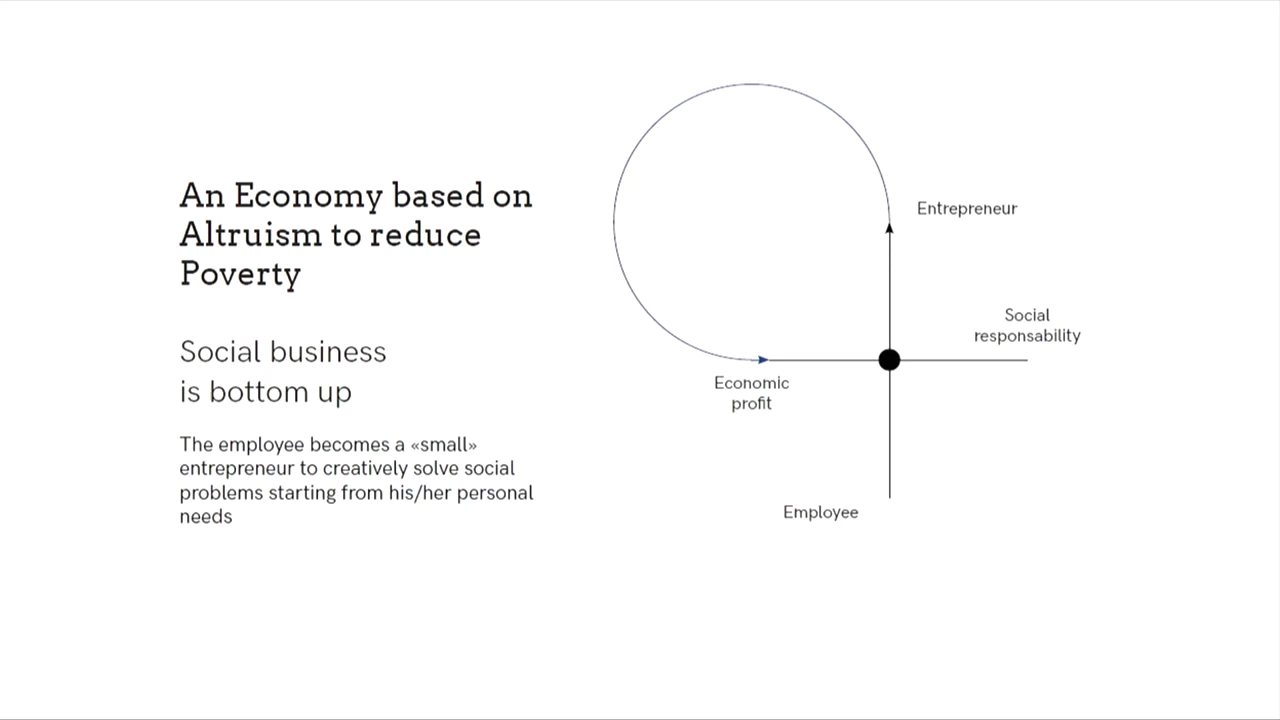 An Economy based on
Altruism to reduce
Poverty
Social business
is bottom up
The employee becomes a «small»
entrepreneur to creatively solve social
problems starting from his/her personal
needs
Entrepreneur
Social
responsability
Economic
profit
Employee